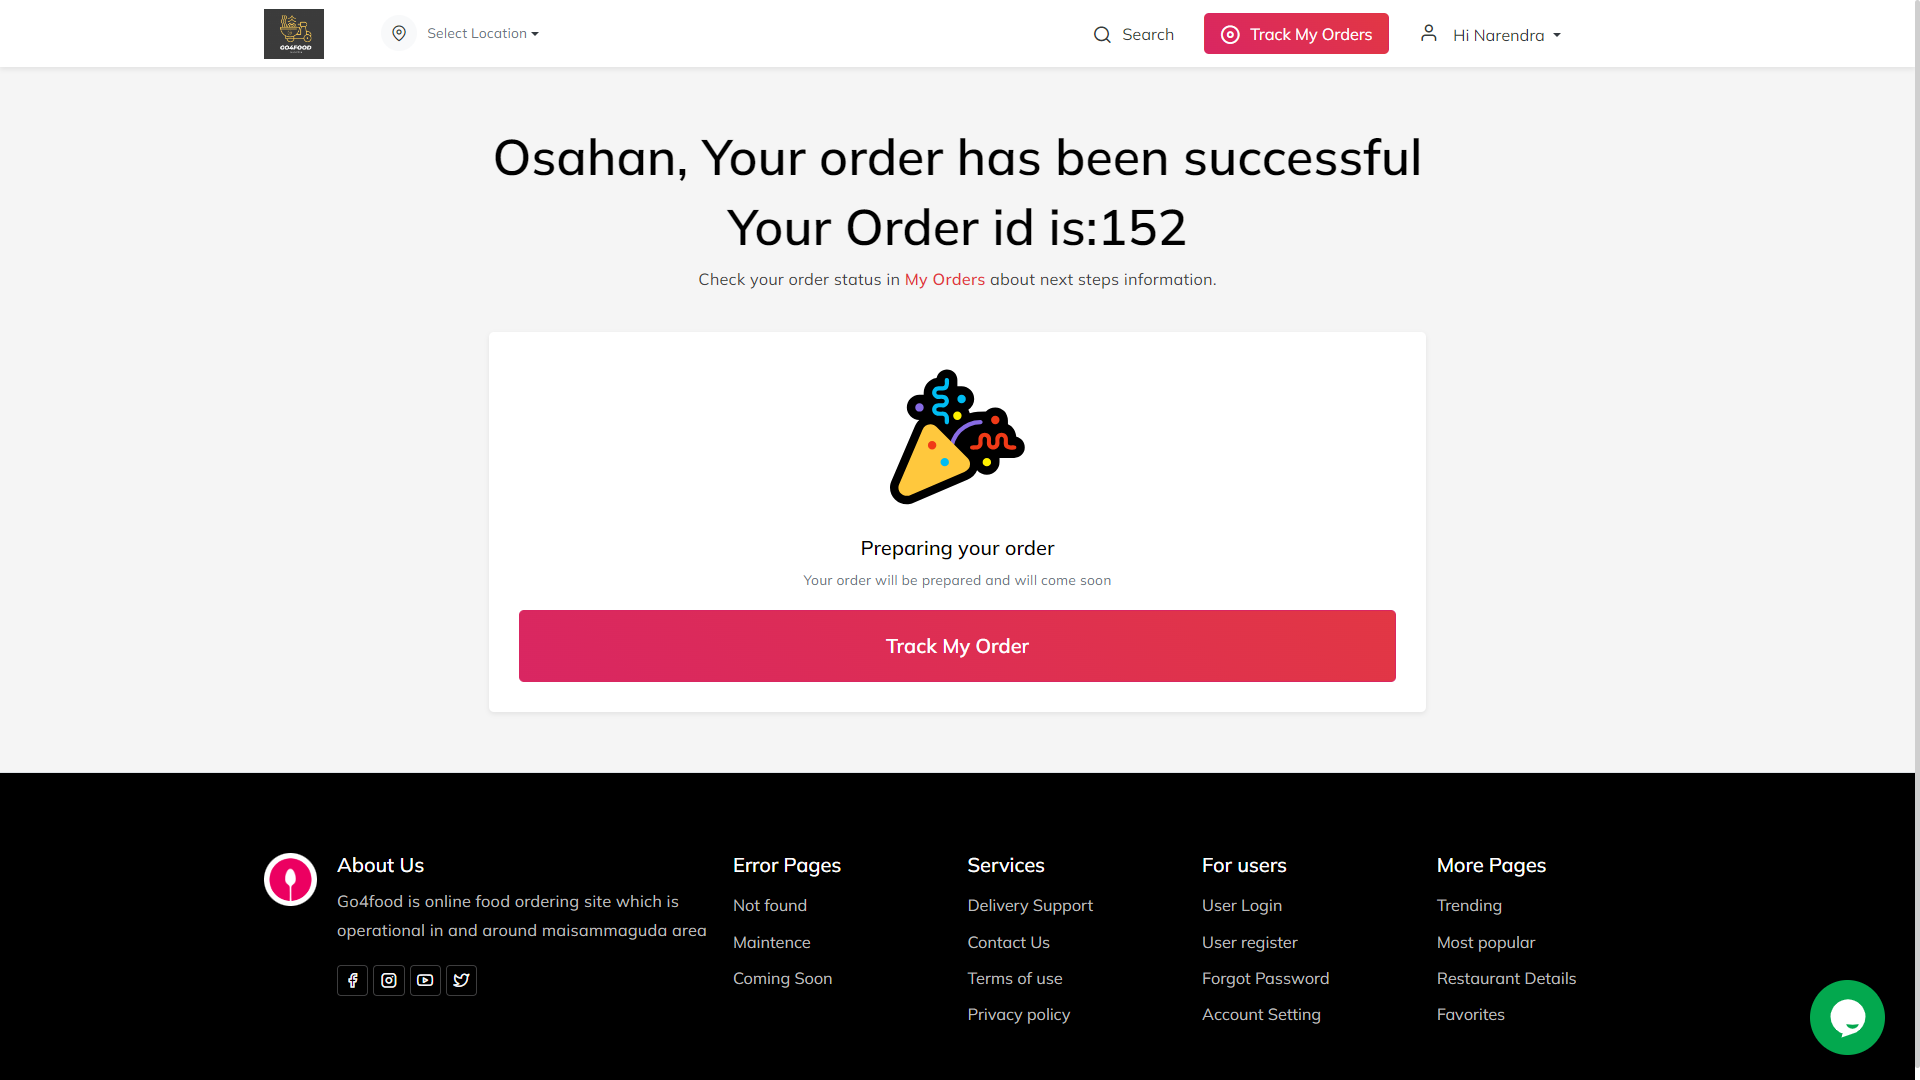 GO4FOOD
Select Location
Search
Track My Orders
Hi Narendra
Osahan, Your order has been successful
Your Order id is:152
Check your order status in My Orders about next steps information.
Preparing your order
Your order will be prepared and will come soon
Track My Order
About Us
Go4food is online food ordering site which is
operational in and around maisammaguda area
Error Pages
Not found
Maintence
Coming Soon
Services
Delivery Support
Contact Us
Terms of use
Privacy policy
For users
User Login
User register
Forgot Password
Account Setting
More Pages
Trending
Most popular
Restaurant Details
Favorites